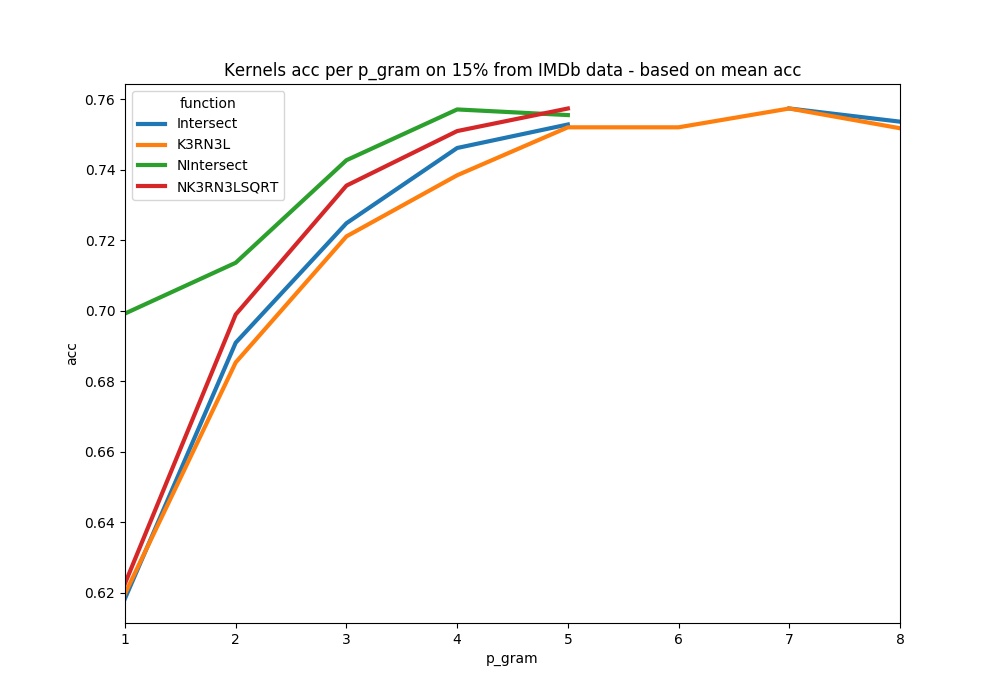 Kernels acc per p_gram on 15% from IMDb data - based on mean acc
function
Intersect
K3RN3L
NIntersect
NK3RN3LSQRT
0.76
0.74
0.72
0.70
0.68
0.66
0.64
0.62
acc
1 2 3 4 5 6 7 8
p_gram